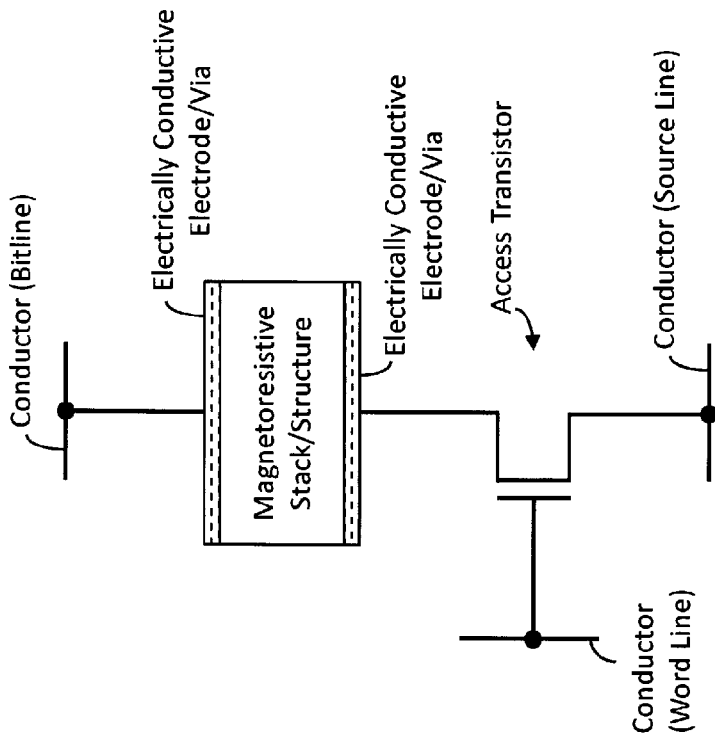 Conductor (Bitline)
Electrically Conductive
Electrode/Via
Magnetoresistive
Stack/Structure
Electrically Conductive
Electrode/Via
Access Transistor
Conductor (Source Line)
Conductor
(Word Line)